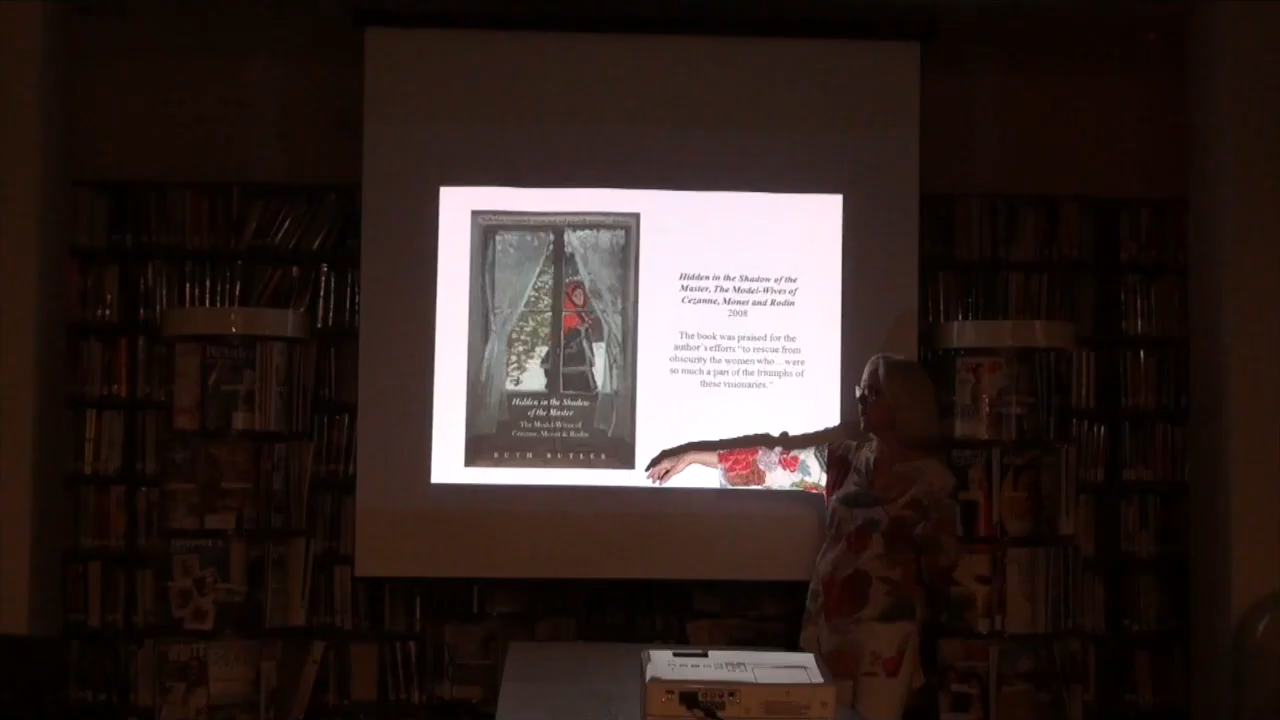 Hidden in the Shadow
of the Master
The Model-Wives of
Cezanne, Monet & Rodin
RUTH BUTLER
Hidden in the Shadow of the
Master, The Model-Wives of
Cezanne, Monet and Rodin
2008
The book was praised for the
author's efforts "to rescue from
obscurity the women who... were
so much a part of the triumphs of
these visionaries."